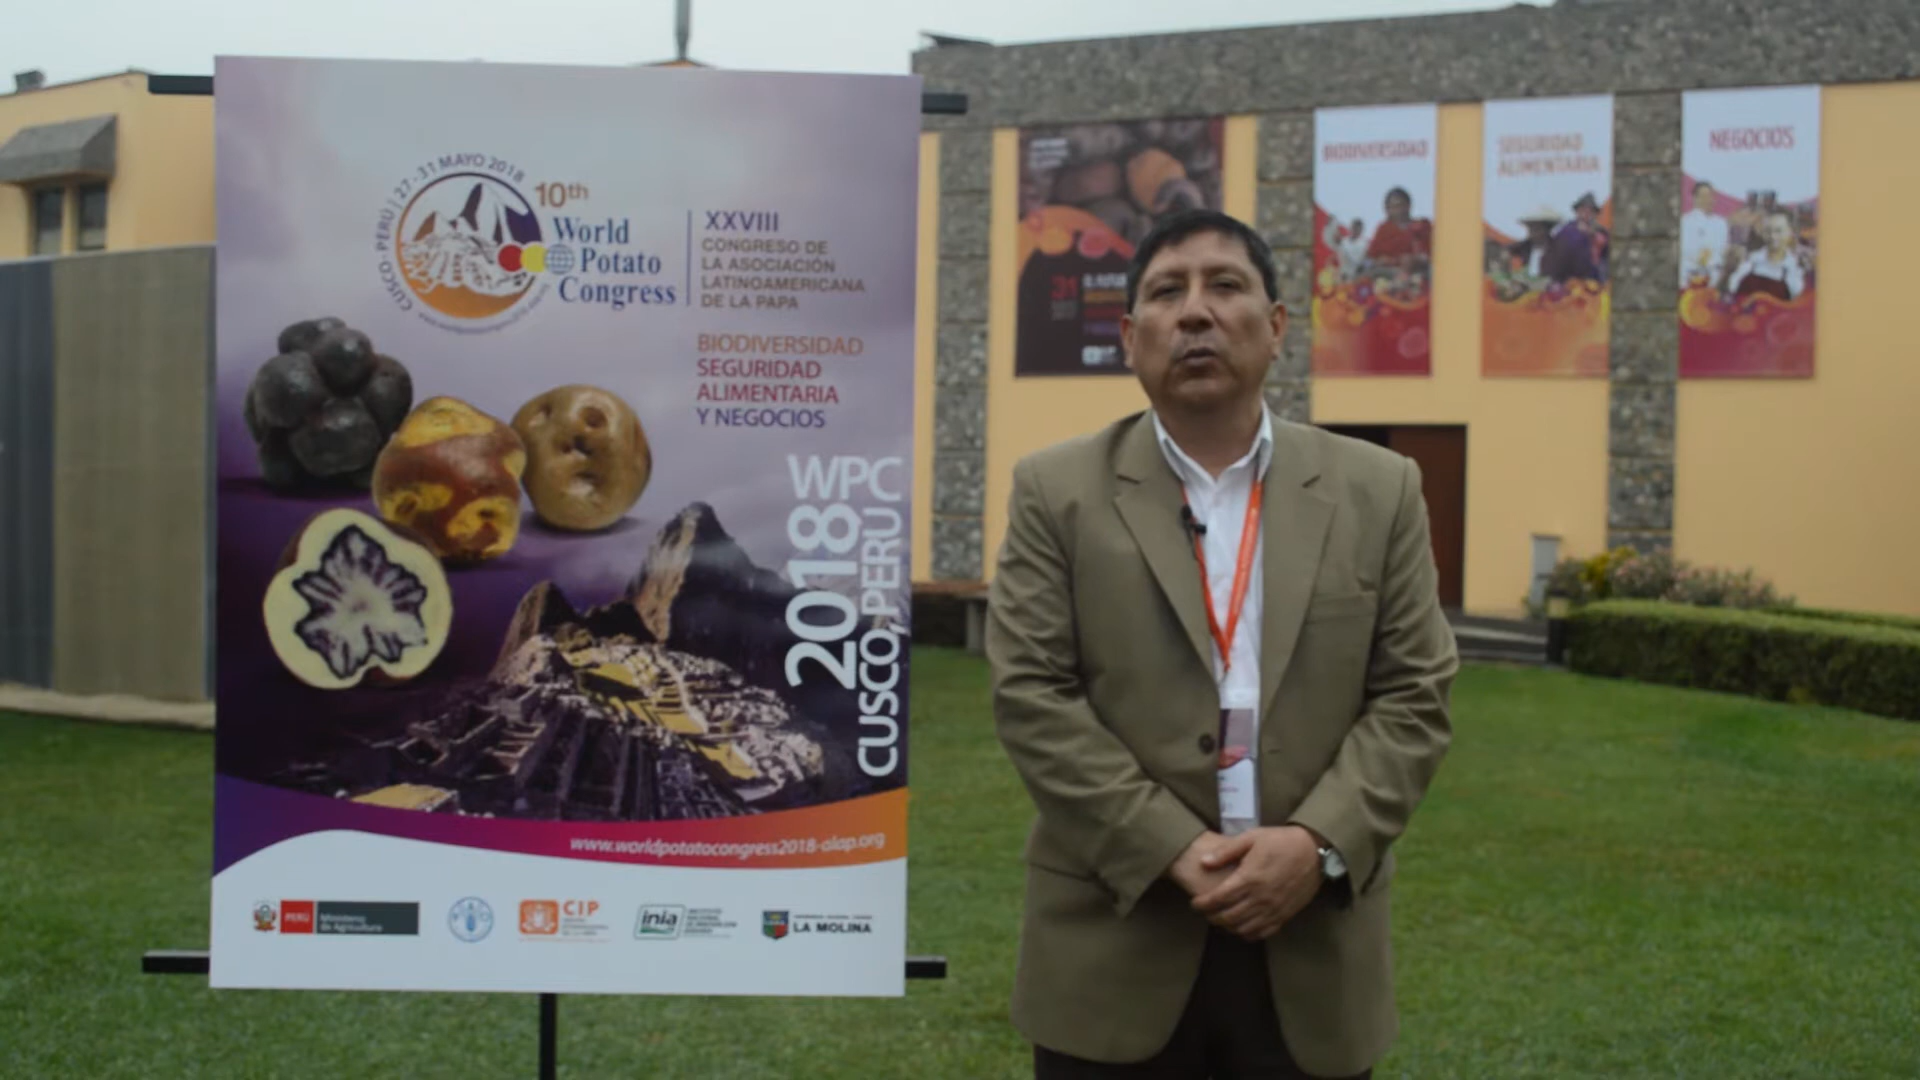 CUSCO - PERÚ | 27 - 31 MAYO 2018
10th
World
Potato
Congress
XXVIII
CONGRESO DE
LA ASOCIACIÓN
LATINOAMERICANA
DE LA PAPA
BIODIVERSIDAD
SEGURIDAD
ALIMENTARIA
Y NEGOCIOS
WPC
2018
CUSCO, PERU
www.worldpotatocongress2018-alap.org
PERÚ
Ministerio
de Agricultura
CIP
inia
LA MOLINA
BIODIVERSIDAD
SEGURIDAD
ALIMENTARIA
NEGOCIOS
31